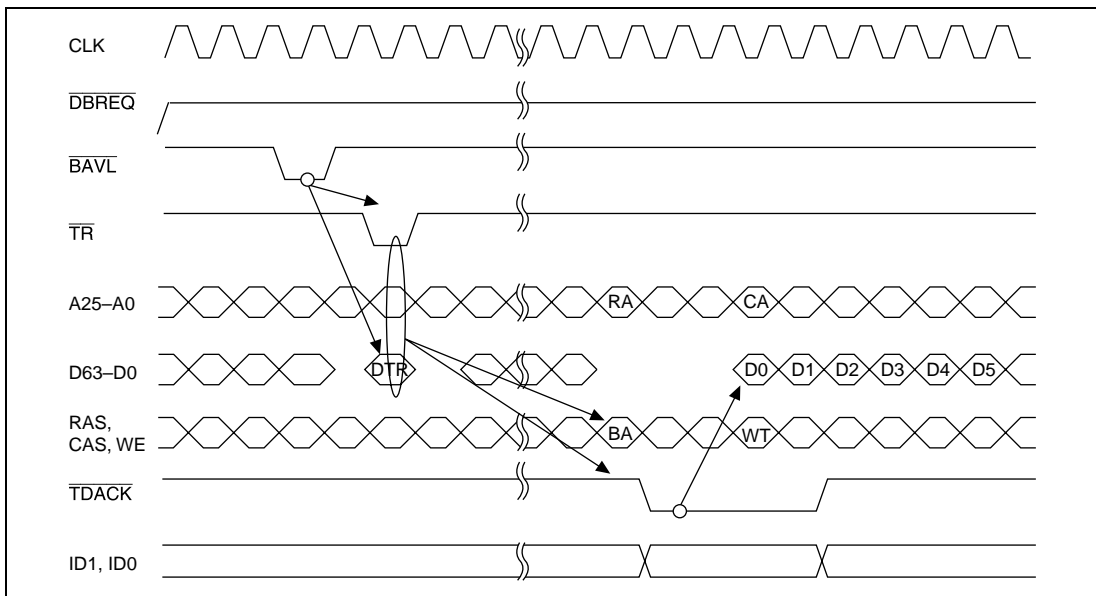 CLK
DBREQ
BAVL
TR
A25–A0 RA CA
D63–D0 DTR D0 D1 D2 D3 D4 D5
RAS,
CAS, WE BA WT
TDACK
ID1, ID0